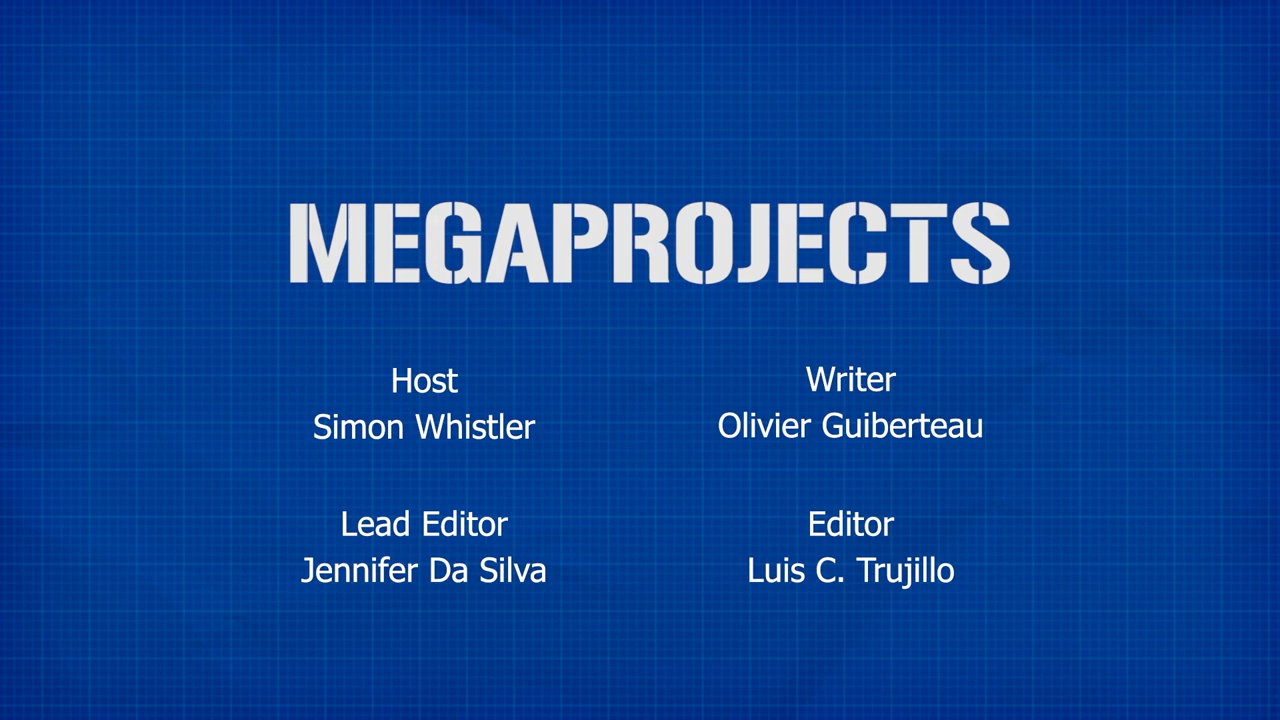 MEGAPROJECTS
Host
Simon Whistler
Writer
Olivier Guiberteau
Lead Editor
Jennifer Da Silva
Editor
Luis C. Trujillo